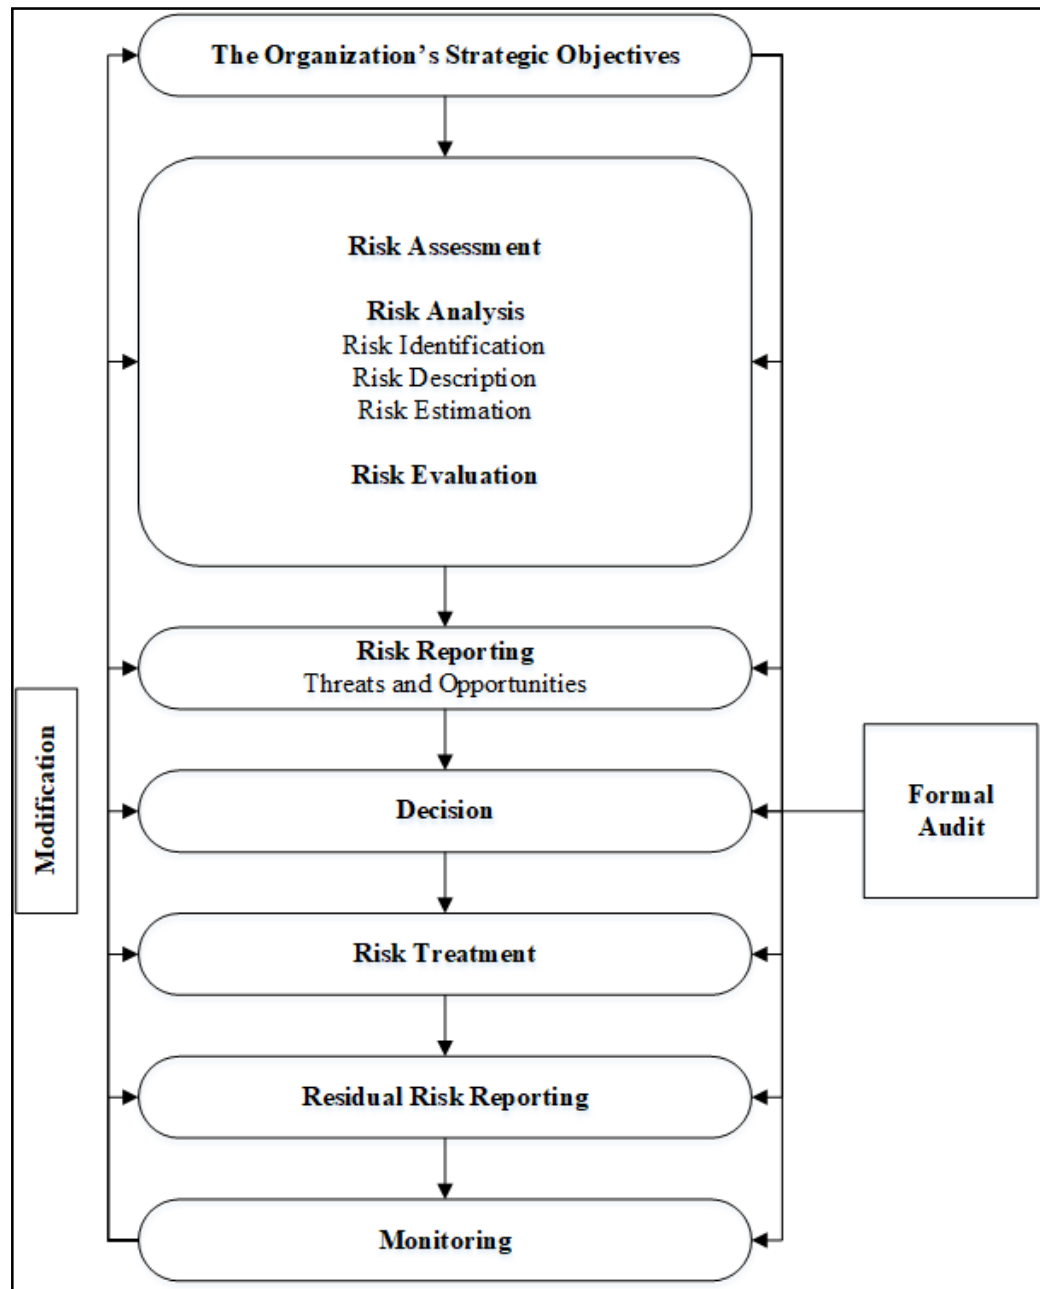 The Organization's Strategic Objectives
Risk Assessment
Risk Analysis
Risk Identification
Risk Description
Risk Estimation
Risk Evaluation
Risk Reporting
Threats and Opportunities
Modification
Decision
Formal
Audit
Risk Treatment
Residual Risk Reporting
Monitoring